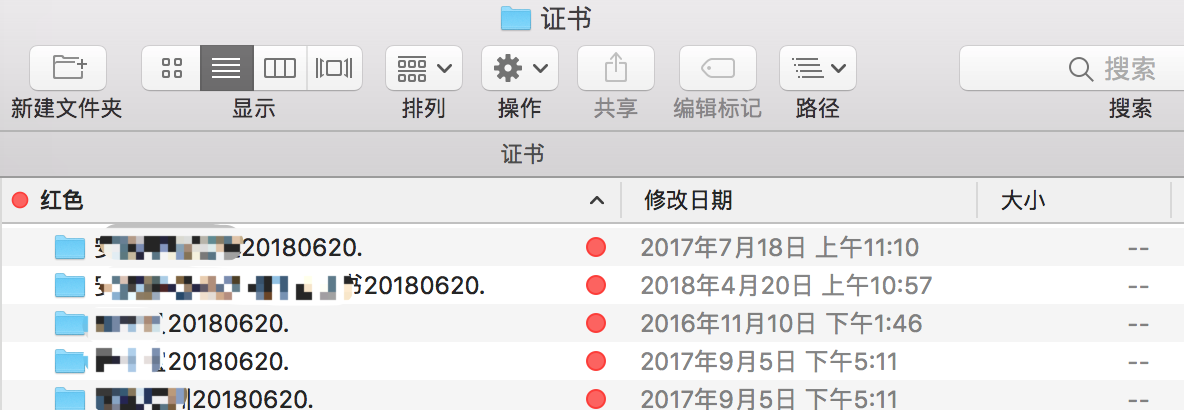 证书
新建文件夹 显示 排列 操作 共享 编辑标记 路径 搜索 搜索
证书
红色 修改日期 大小
20180620. 2017年7月18日 上午11:10 --
书20180620. 2018年4月20日 上午10:57 --
20180620. 2016年11月10日 下午1:46 --
20180620. 2017年9月5日 下午5:11 --
20180620. 2017年9月5日 下午5:11 --